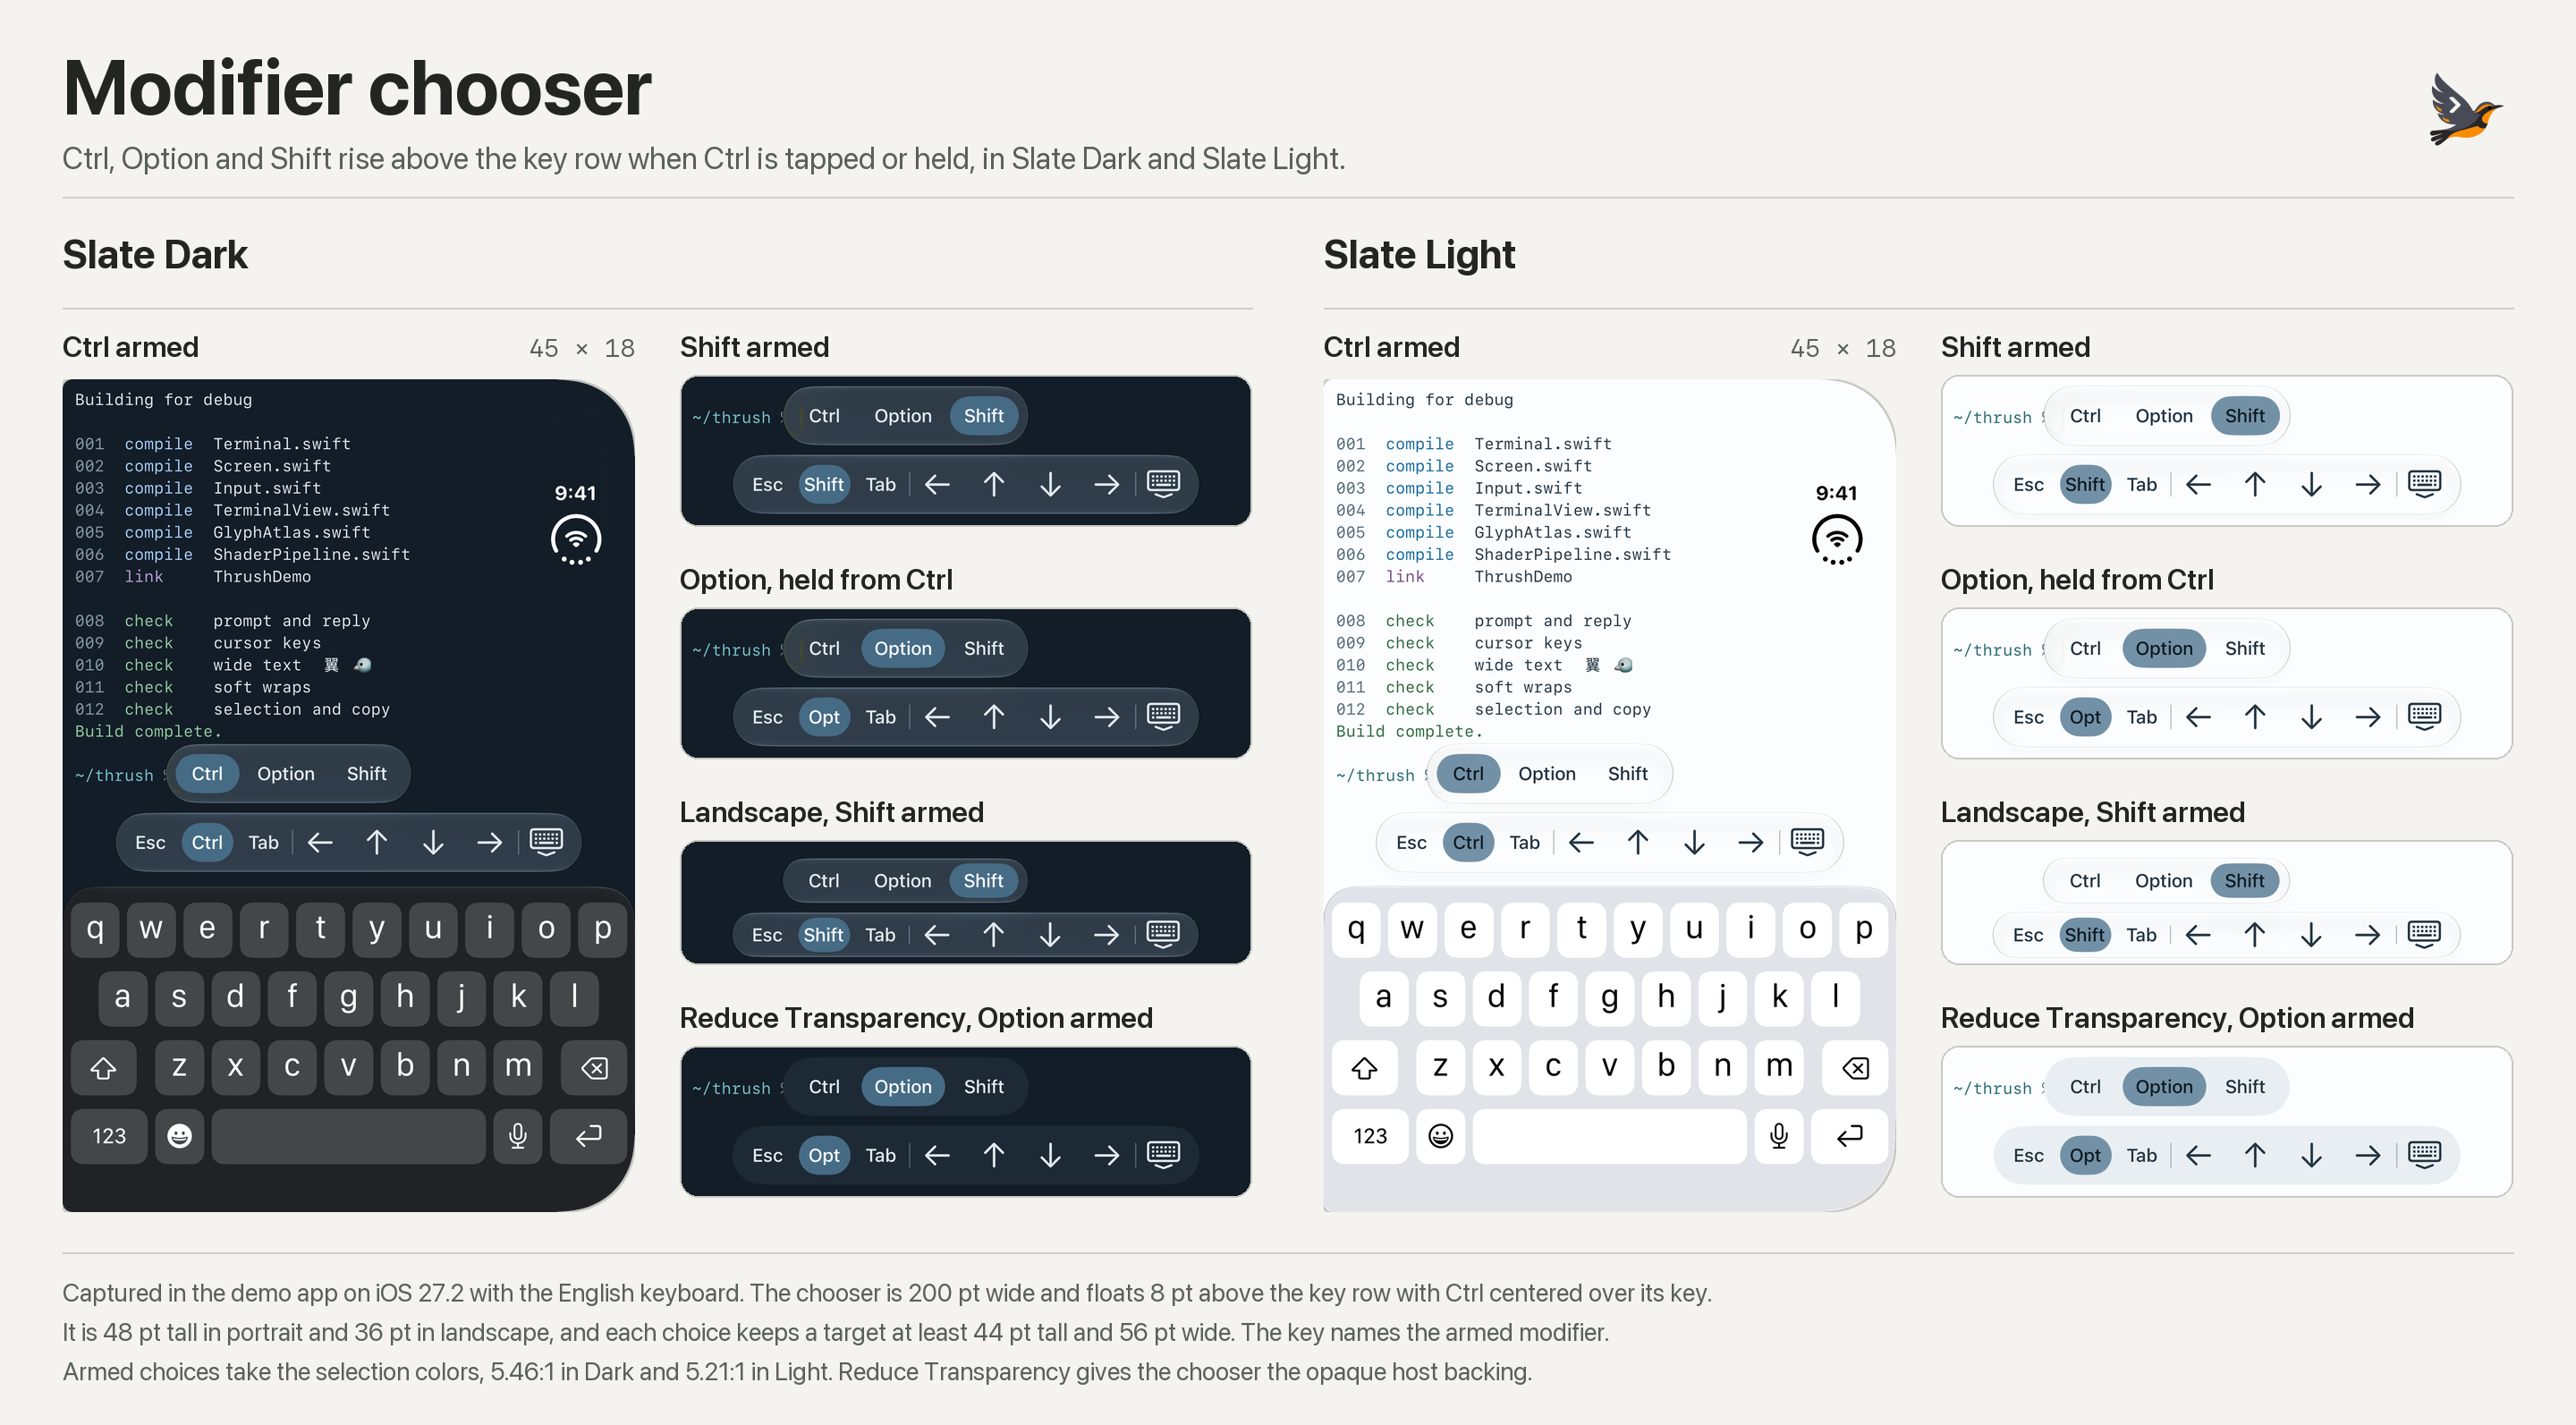 Modifier chooser
Ctrl, Option and Shift rise above the key row when Ctrl is tapped or held, in Slate Dark and Slate Light.
Slate Dark
Ctrl armed 45 × 18
Building for debug
001 compile Terminal.swift
002 compile Screen.swift
003 compile Input.swift
004 compile TerminalView.swift
005 compile GlyphAtlas.swift
006 compile ShaderPipeline.swift
007 link ThrushDemo
008 check prompt and reply
009 check cursor keys
010 check wide text 翼
011 check soft wraps
012 check selection and copy
Build complete.
~/thrush
Ctrl Option Shift
Esc Ctrl Tab
9:41
q w e r t y u i o p
a s d f g h j k l
z x c v b n m
123
Shift armed
~/thrush Ctrl Option Shift
Esc Shift Tab
Option, held from Ctrl
~/thrush Ctrl Option Shift
Esc Opt Tab
Landscape, Shift armed
Ctrl Option Shift
Esc Shift Tab
Reduce Transparency, Option armed
~/thrush Ctrl Option Shift
Esc Opt Tab
Slate Light
Ctrl armed 45 × 18
Building for debug
001 compile Terminal.swift
002 compile Screen.swift
003 compile Input.swift
004 compile TerminalView.swift
005 compile GlyphAtlas.swift
006 compile ShaderPipeline.swift
007 link ThrushDemo
008 check prompt and reply
009 check cursor keys
010 check wide text 翼
011 check soft wraps
012 check selection and copy
Build complete.
~/thrush
Ctrl Option Shift
Esc Ctrl Tab
9:41
q w e r t y u i o p
a s d f g h j k l
z x c v b n m
123
Shift armed
~/thrush Ctrl Option Shift
Esc Shift Tab
Option, held from Ctrl
~/thrush Ctrl Option Shift
Esc Opt Tab
Landscape, Shift armed
Ctrl Option Shift
Esc Shift Tab
Reduce Transparency, Option armed
~/thrush Ctrl Option Shift
Esc Opt Tab
Captured in the demo app on iOS 27.2 with the English keyboard. The chooser is 200 pt wide and floats 8 pt above the key row with Ctrl centered over its key.
It is 48 pt tall in portrait and 36 pt in landscape, and each choice keeps a target at least 44 pt tall and 56 pt wide. The key names the armed modifier.
Armed choices take the selection colors, 5.46:1 in Dark and 5.21:1 in Light. Reduce Transparency gives the chooser the opaque host backing.